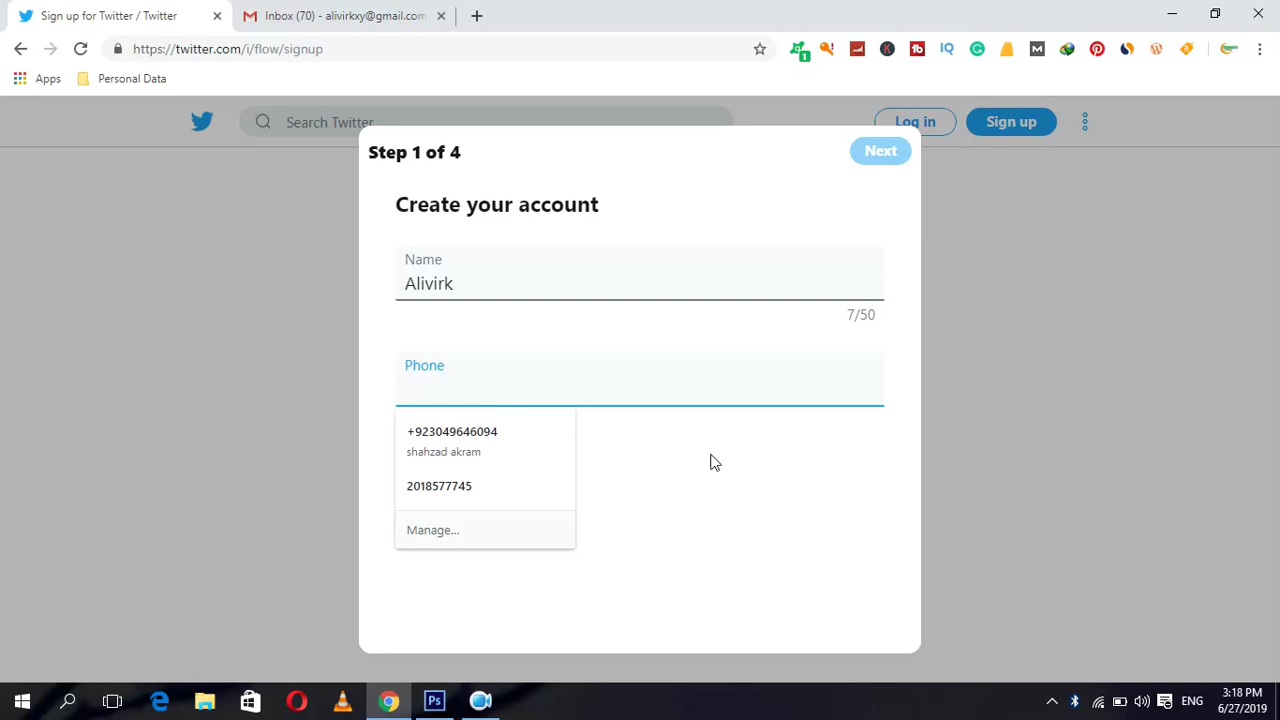 Sign up for Twitter / Twitter
Inbox (70) - alivirkxy@gmail.com
https://twitter.com/i/flow/signup
Apps
Personal Data
Search Twitter
Log in
Sign up
Step 1 of 4
Next
Create your account
Name
Alivirk
7/50
Phone
+923049646094
shahzad akram
2018577745
Manage...
ENG
3:18 PM
6/27/2019